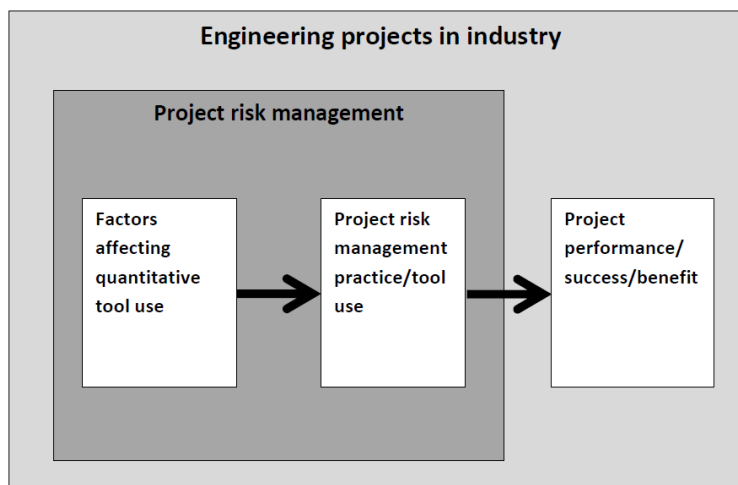 Engineering projects in industry
Project risk management
Factors
affecting
quantitative
tool use
Project risk
management
practice/tool
use
Project
performance/
success/benefit